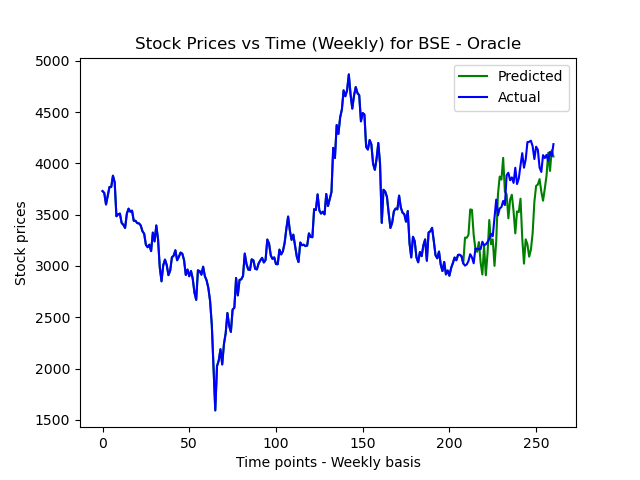 Stock Prices vs Time (Weekly) for BSE - Oracle
Predicted
Actual
5000
4500
4000
3500
3000
2500
2000
1500
Stock prices
0 50 100 150 200 250
Time points - Weekly basis